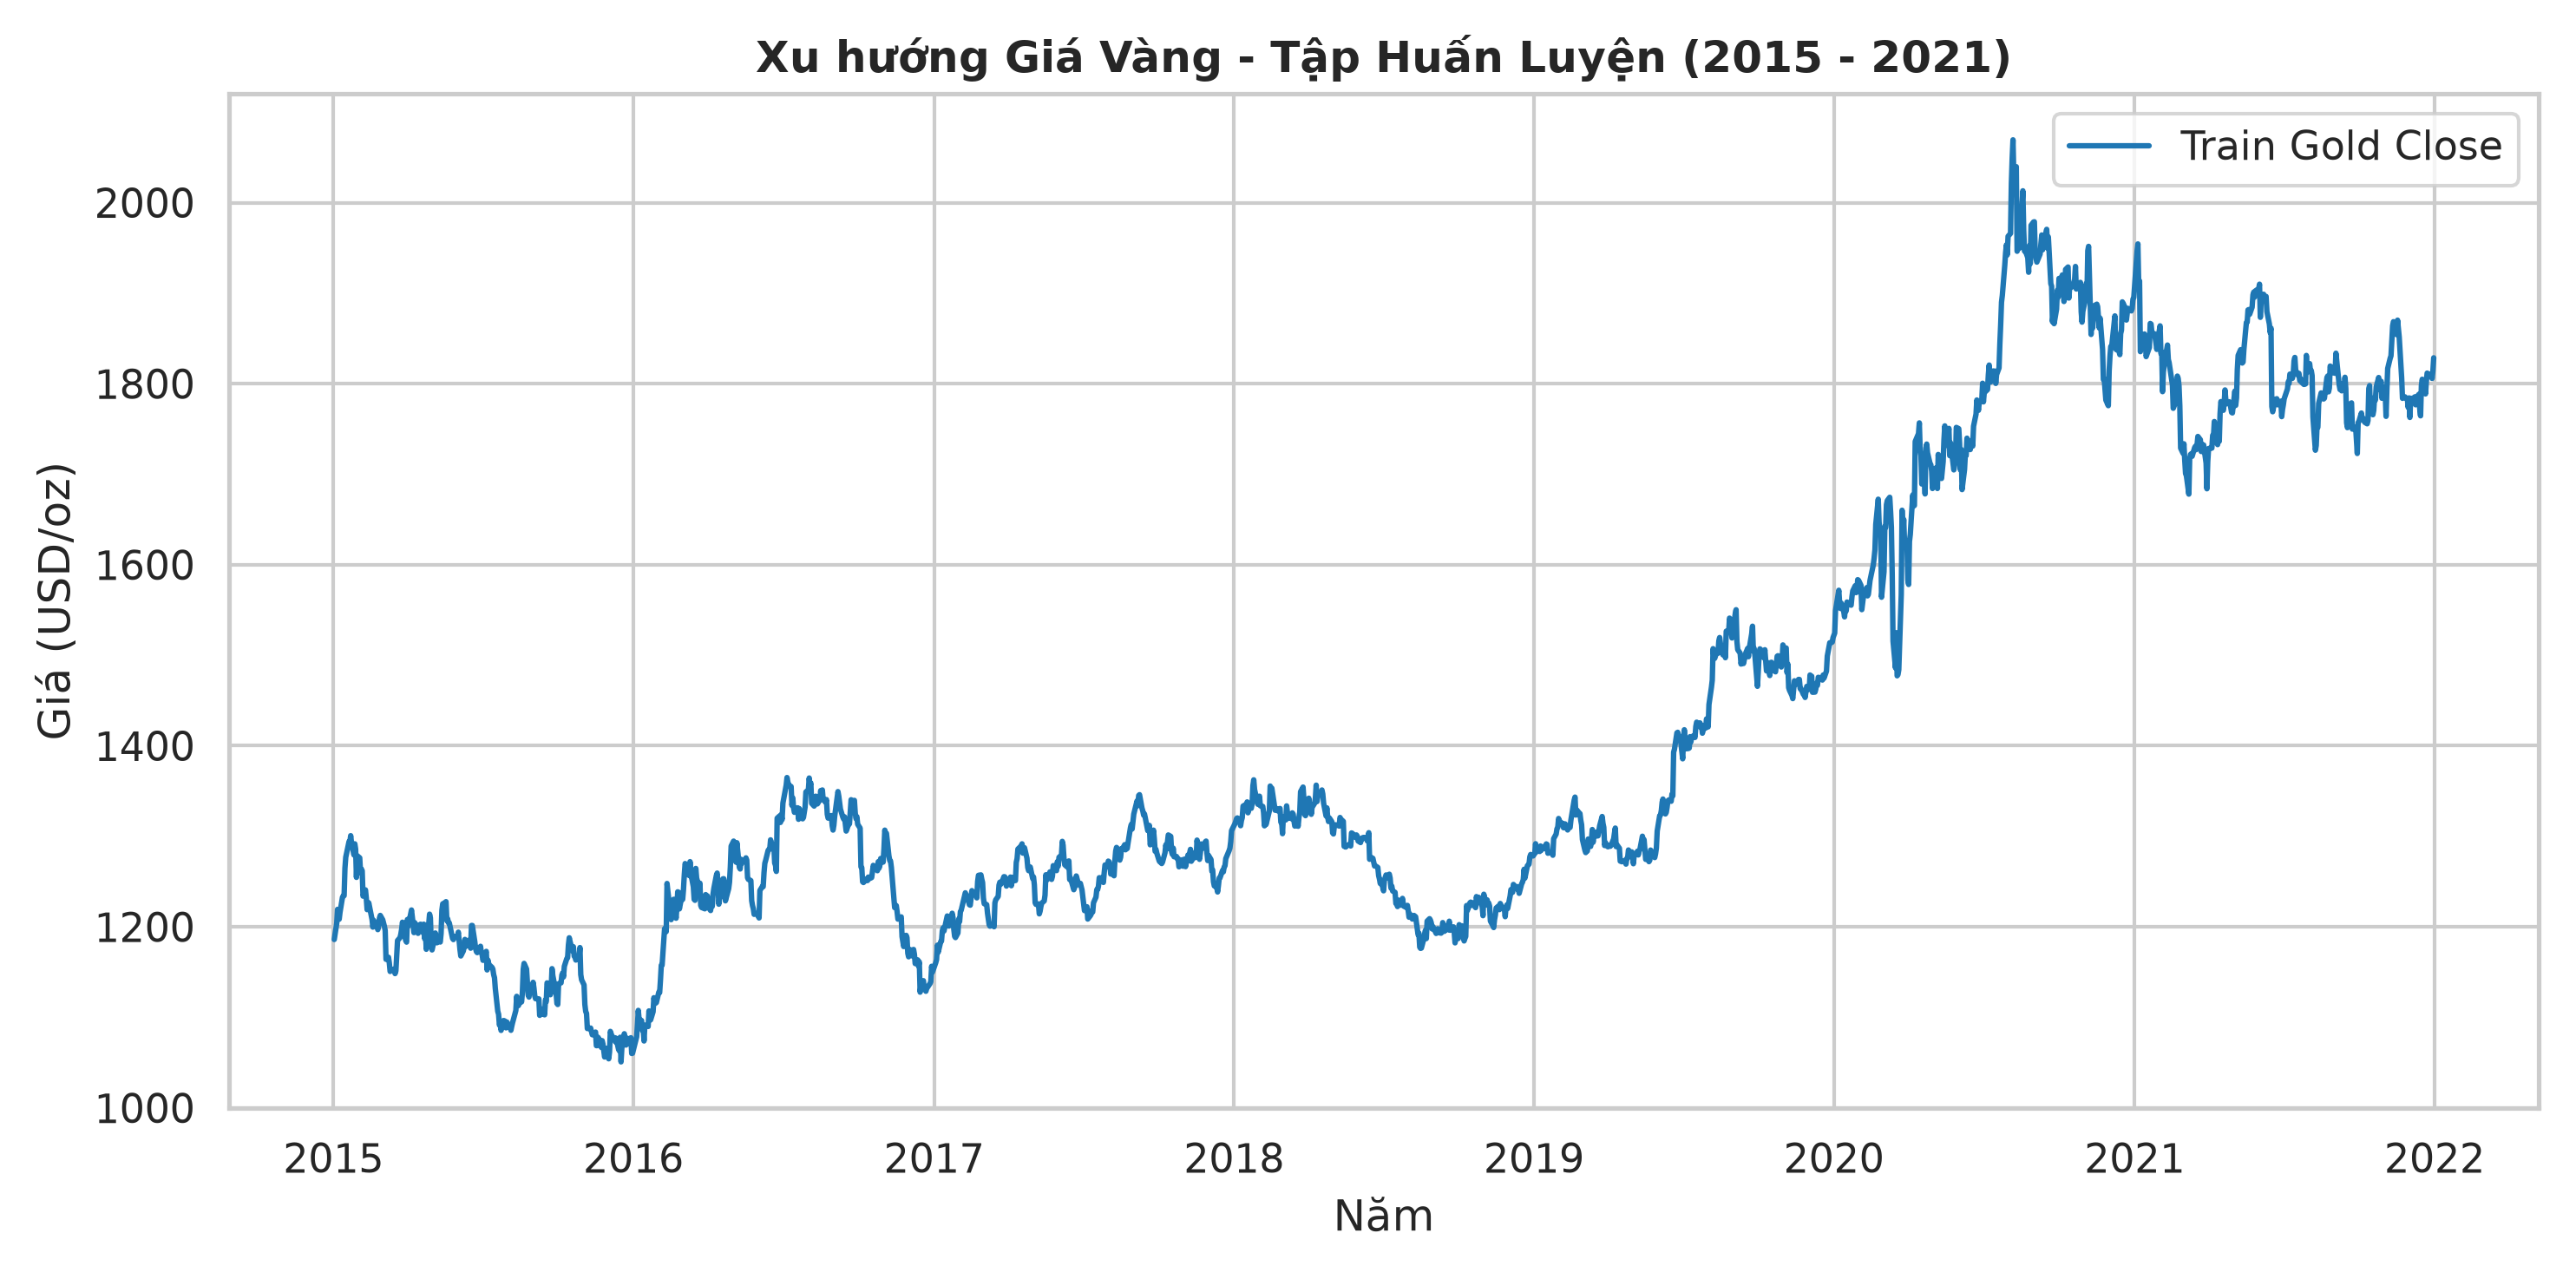 Xu hướng Giá Vàng - Tập Huấn Luyện (2015 - 2021)
Train Gold Close
Giá (USD/oz)
2000
1800
1600
1400
1200
1000
2015 2016 2017 2018 2019 2020 2021 2022
Năm